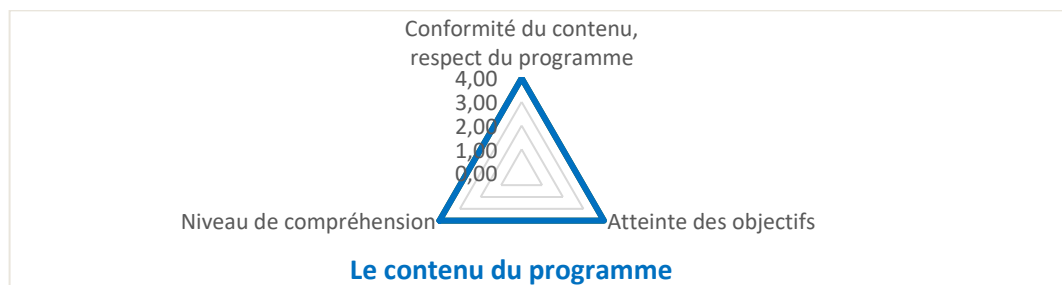 Conformité du contenu,
respect du programme
4,00
3,00
2,00
1,00
0,00
Niveau de compréhension
Atteinte des objectifs
Le contenu du programme